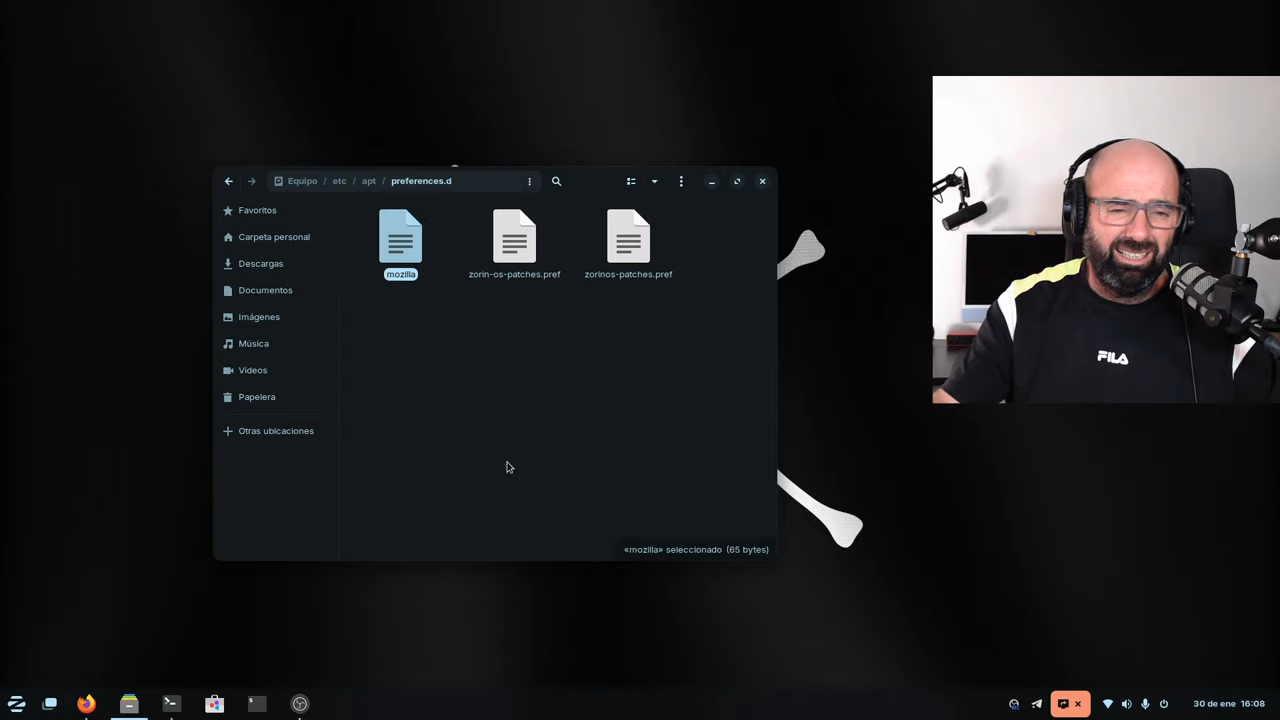 Equipo / etc / apt / preferences.d
Favoritos
Carpeta personal
Descargas
Documentos
Imágenes
Música
Vídeos
Papelera
Otras ubicaciones
mozilla
zorin-os-patches.pref
zorinos-patches.pref
«mozilla» seleccionado (65 bytes)
FILA
30 de ene 16:08